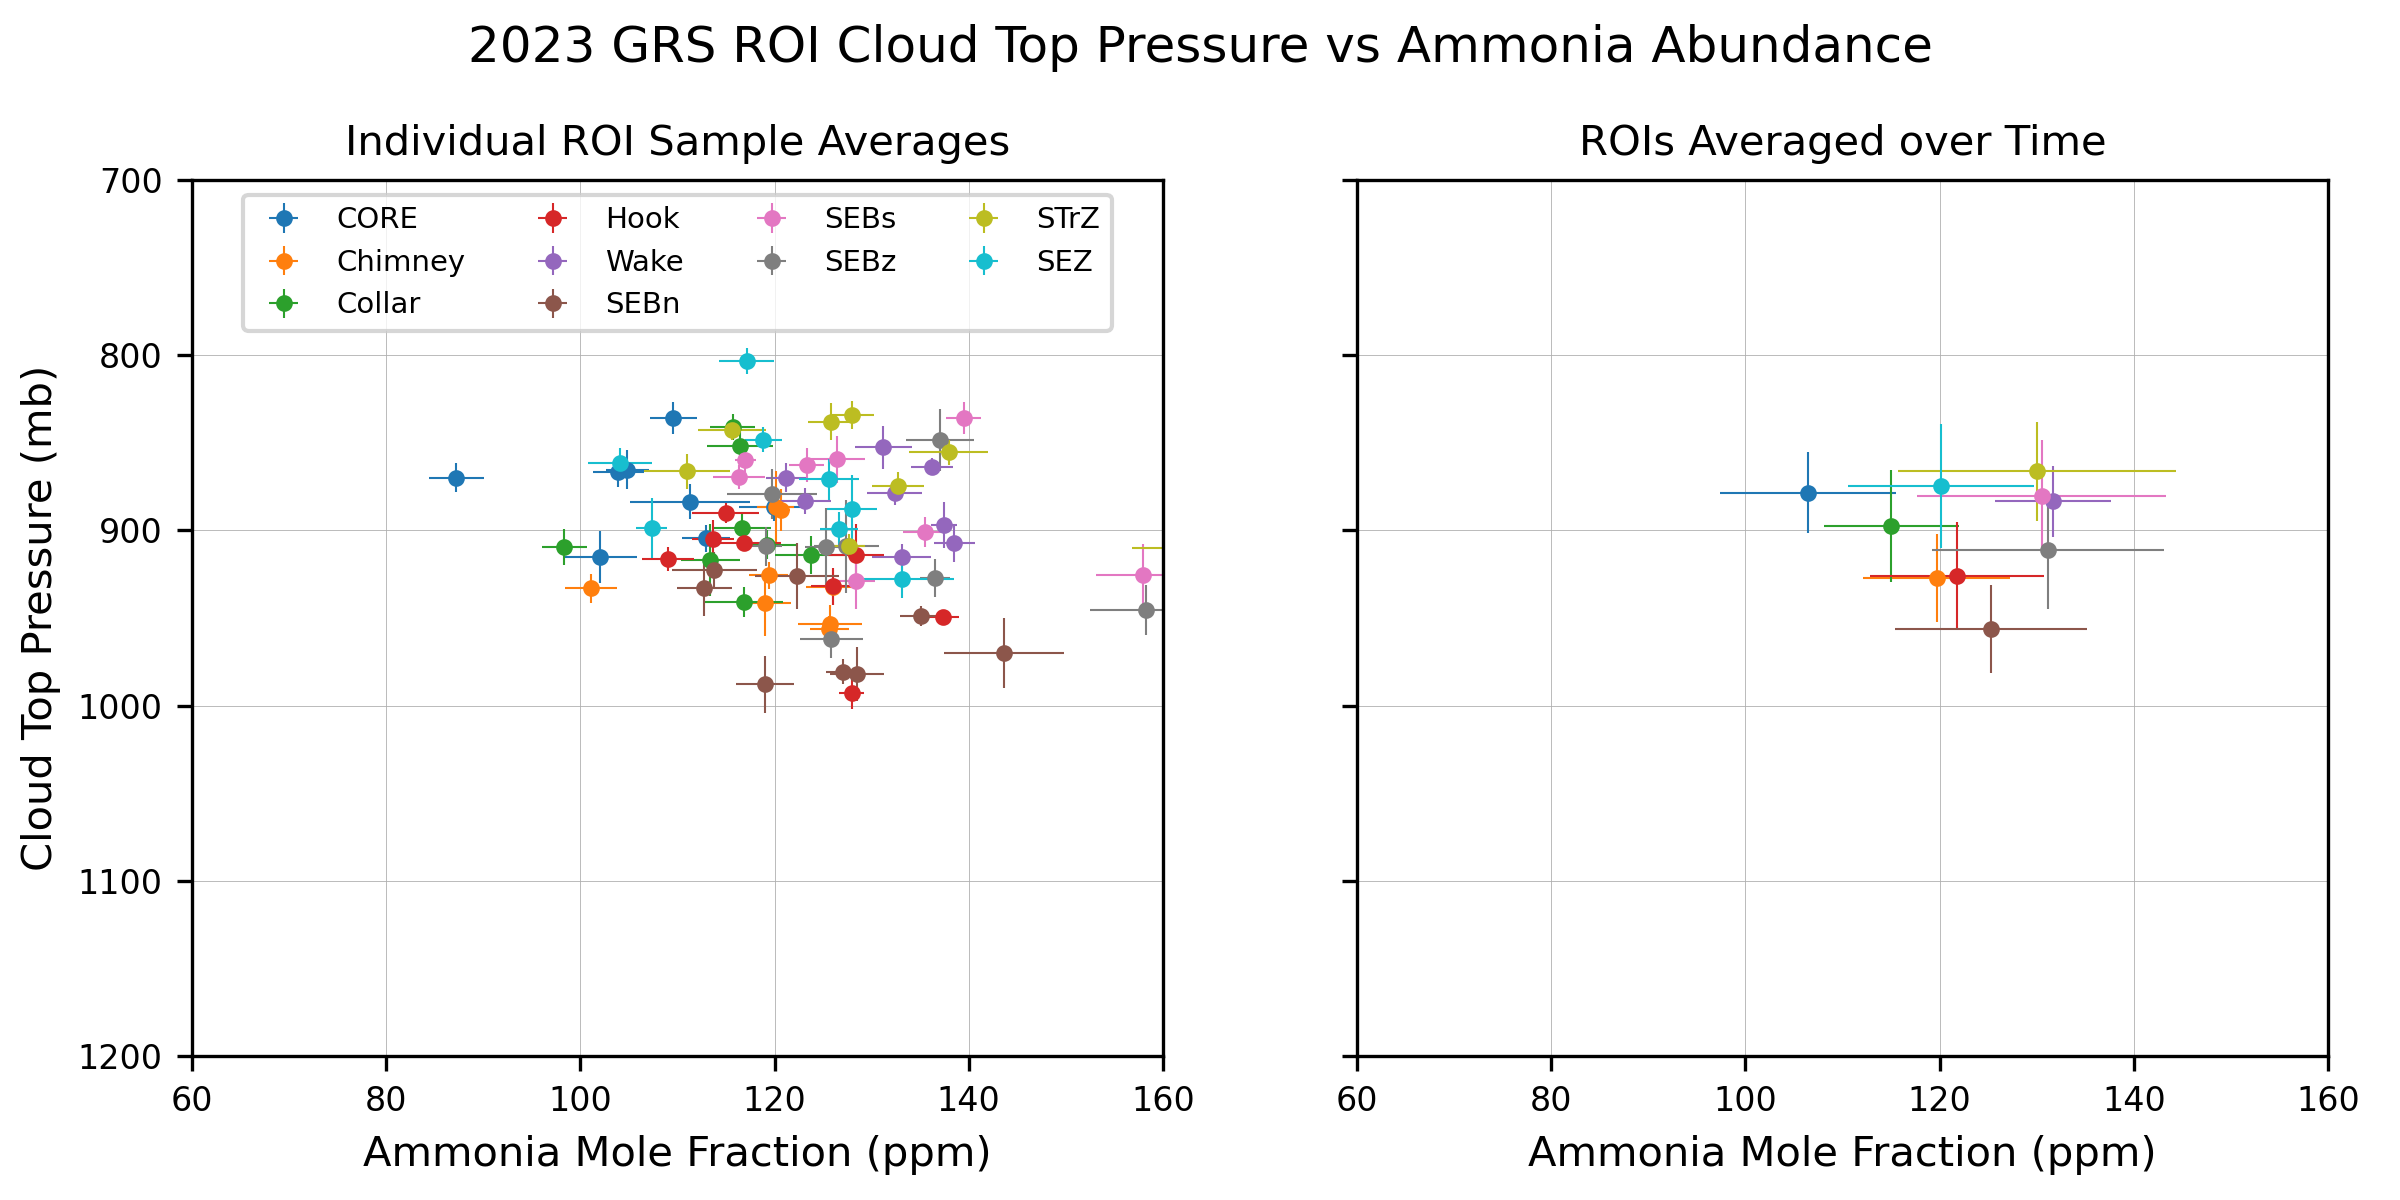 2023 GRS ROI Cloud Top Pressure vs Ammonia Abundance
Individual ROI Sample Averages
ROIs Averaged over Time
CORE
Chimney
Collar
Hook
Wake
SEBn
SEBs
SEBz
STrZ
SEZ
700
800
900
1000
1100
1200
Cloud Top Pressure (mb)
60 80 100 120 140 160
60 80 100 120 140 160
Ammonia Mole Fraction (ppm)
Ammonia Mole Fraction (ppm)